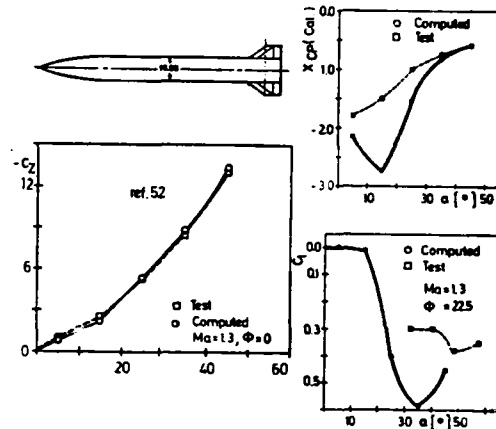 Computed
Test
X CP (Cal.)
0.0
-1.0
-2.0
-3.0
10
30
α [°] 50
-Cz
12
6
0
ref. 52
Test
Computed
Ma=1.3, Φ=0
20
40
60
C
0.0
0.1
0.3
0.5
Computed
Test
Ma=1.3
Φ =22.5
10
30
α[°] 50